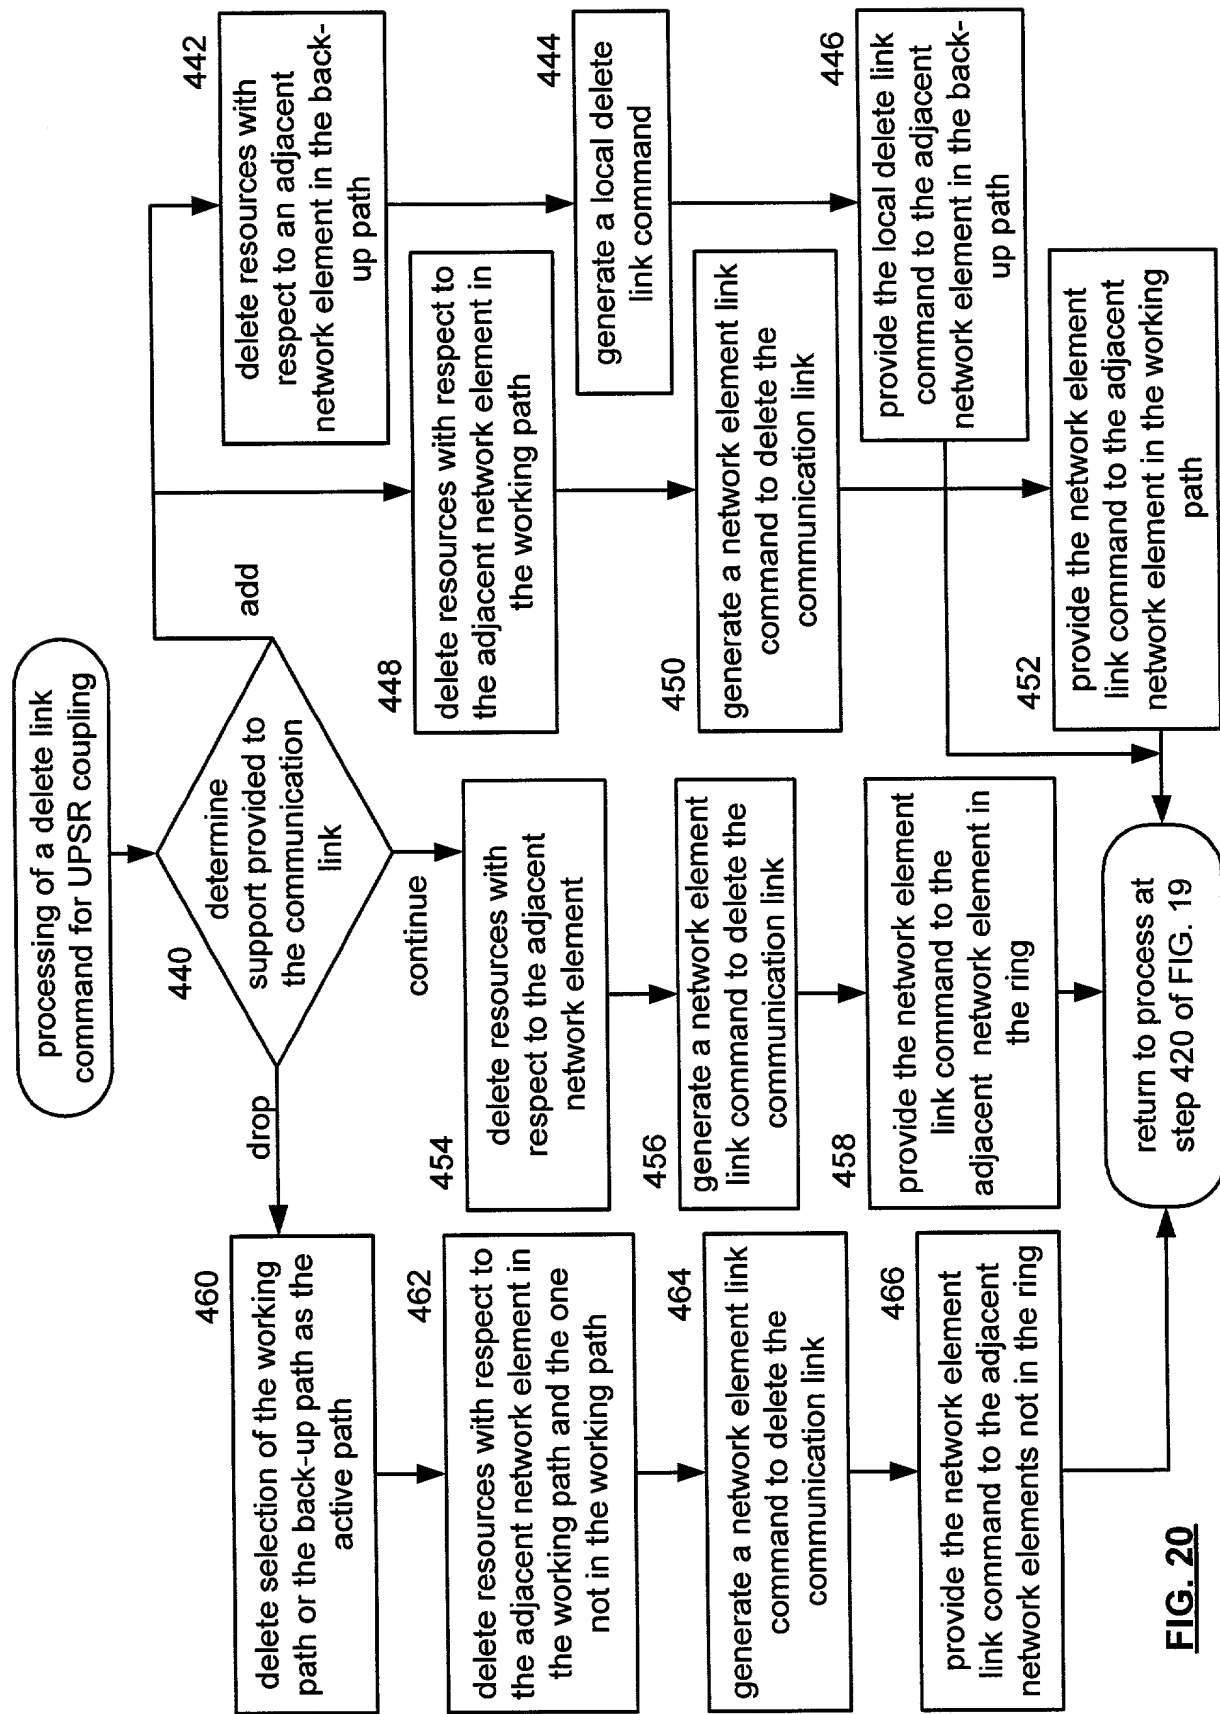 processing of a delete link
command for UPSR coupling
440
determine
support provided to
the communication
link
drop
continue
add
460
delete selection of the working
path or the back-up path as the
active path
462
delete resources with respect to
the adjacent network element in
the working path and the one
not in the working path
464
generate a network element link
command to delete the
communication link
466
provide the network element
link command to the adjacent
network elements not in the ring
454
delete resources with
respect to the adjacent
network element
456
generate a network element
link command to delete the
communication link
458
provide the network element
link command to the
adjacent network element in
the ring
448
delete resources with respect to
the adjacent network element in
the working path
450
generate a network element link
command to delete the
communication link
452
provide the network element
link command to the adjacent
network element in the working
path
442
delete resources with
respect to an adjacent
network element in the back-
up path
444
generate a local delete
link command
446
provide the local delete link
command to the adjacent
network element in the back-
up path
return to process at
step 420 of FIG. 19
FIG. 20